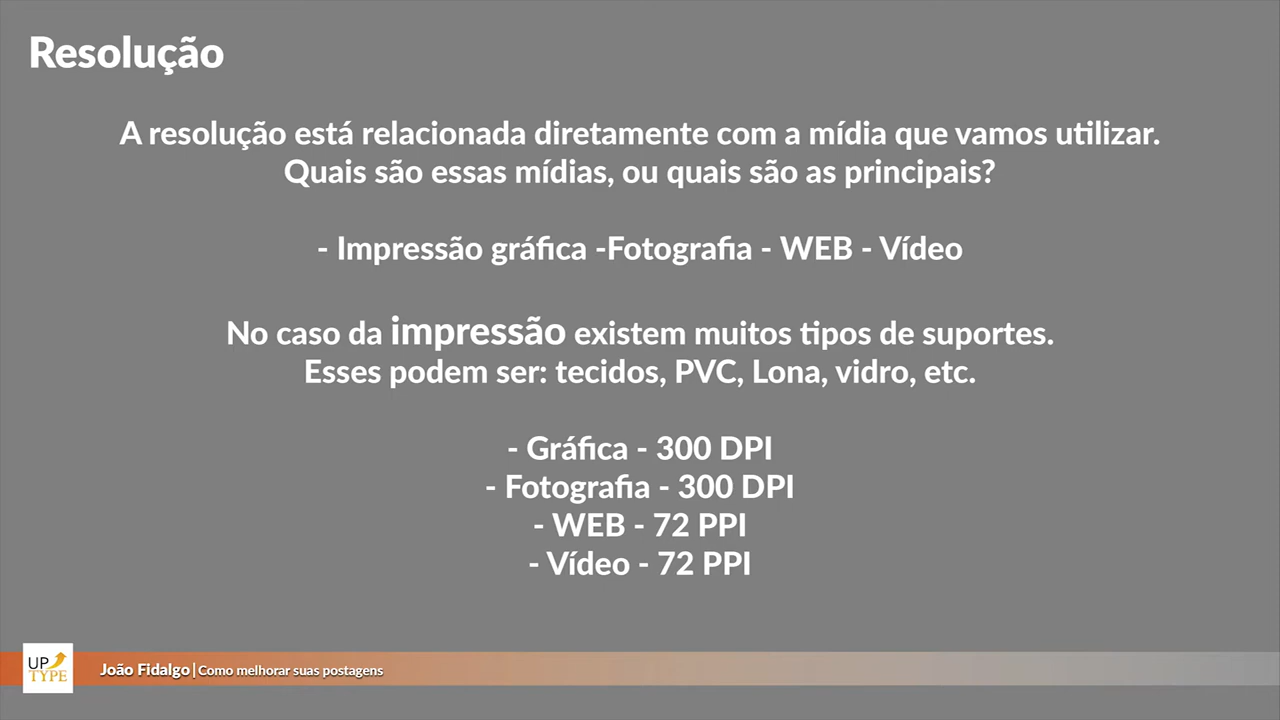 Resolução
A resolução está relacionada diretamente com a mídia que vamos utilizar.
Quais são essas mídias, ou quais são as principais?
- Impressão gráfica -Fotografia - WEB - Vídeo
No caso da impressão existem muitos tipos de suportes.
Esses podem ser: tecidos, PVC, Lona, vidro, etc.
- Gráfica - 300 DPI
- Fotografia - 300 DPI
- WEB - 72 PPI
- Vídeo - 72 PPI
UP
TYPE
João Fidalgo|Como melhorar suas postagens